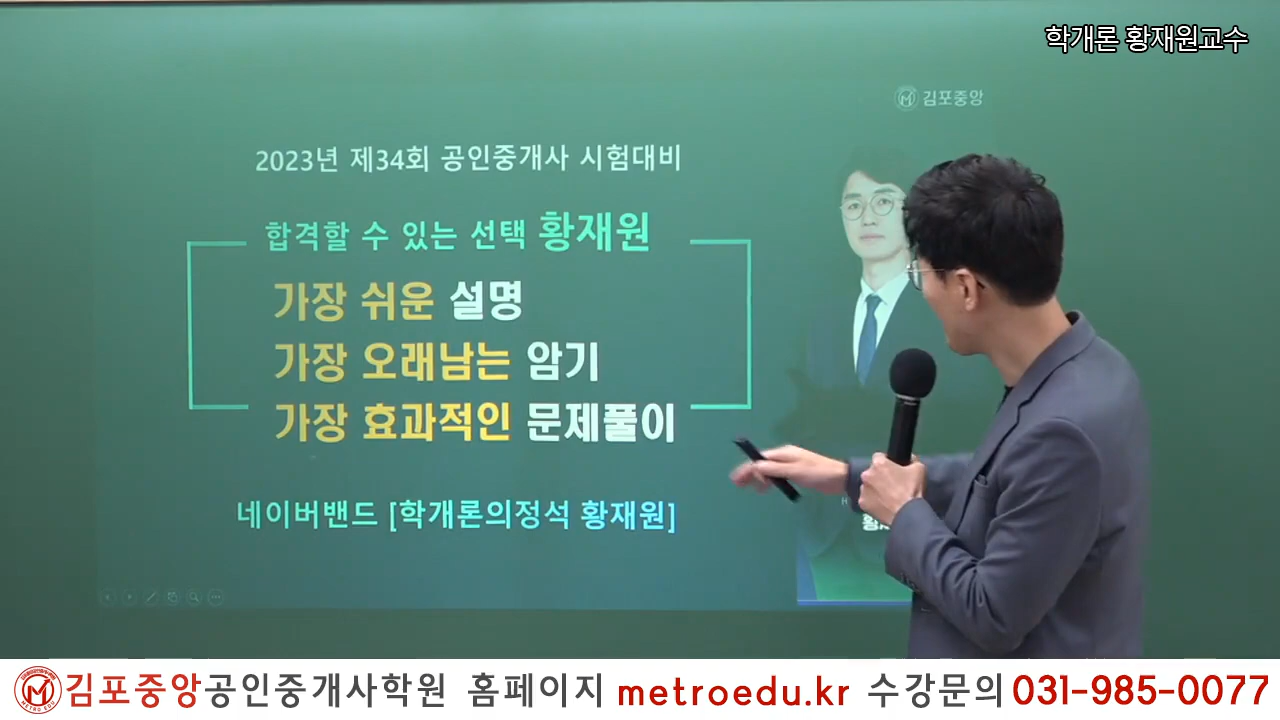 학개론 황재원교수
김포중앙
2023년 제34회 공인중개사 시험대비
합격할 수 있는 선택 황재원
가장 쉬운 설명
가장 오래남는 암기
가장 효과적인 문제풀이
네이버밴드 [학개론의정석 황재원]
METRO EDU 김포중앙공인중개사학원 홈페이지 metroedu.kr 수강문의 031-985-0077